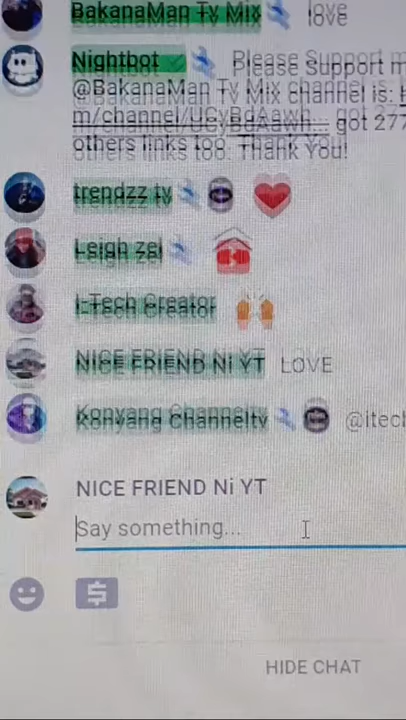 BakanaMan Tv Mix love
Nightbot Please Support m
@BakanaMan Tv Mix channel is:
m/channel/UCyBgAawh... got 277
others links too. Thank You!
trendzz tv
Leigh zel
I-Tech Creator
NICE FRIEND Ni YT LOVE
Konyang Channeltv @itecl
NICE FRIEND Ni YT
Say something...
HIDE CHAT